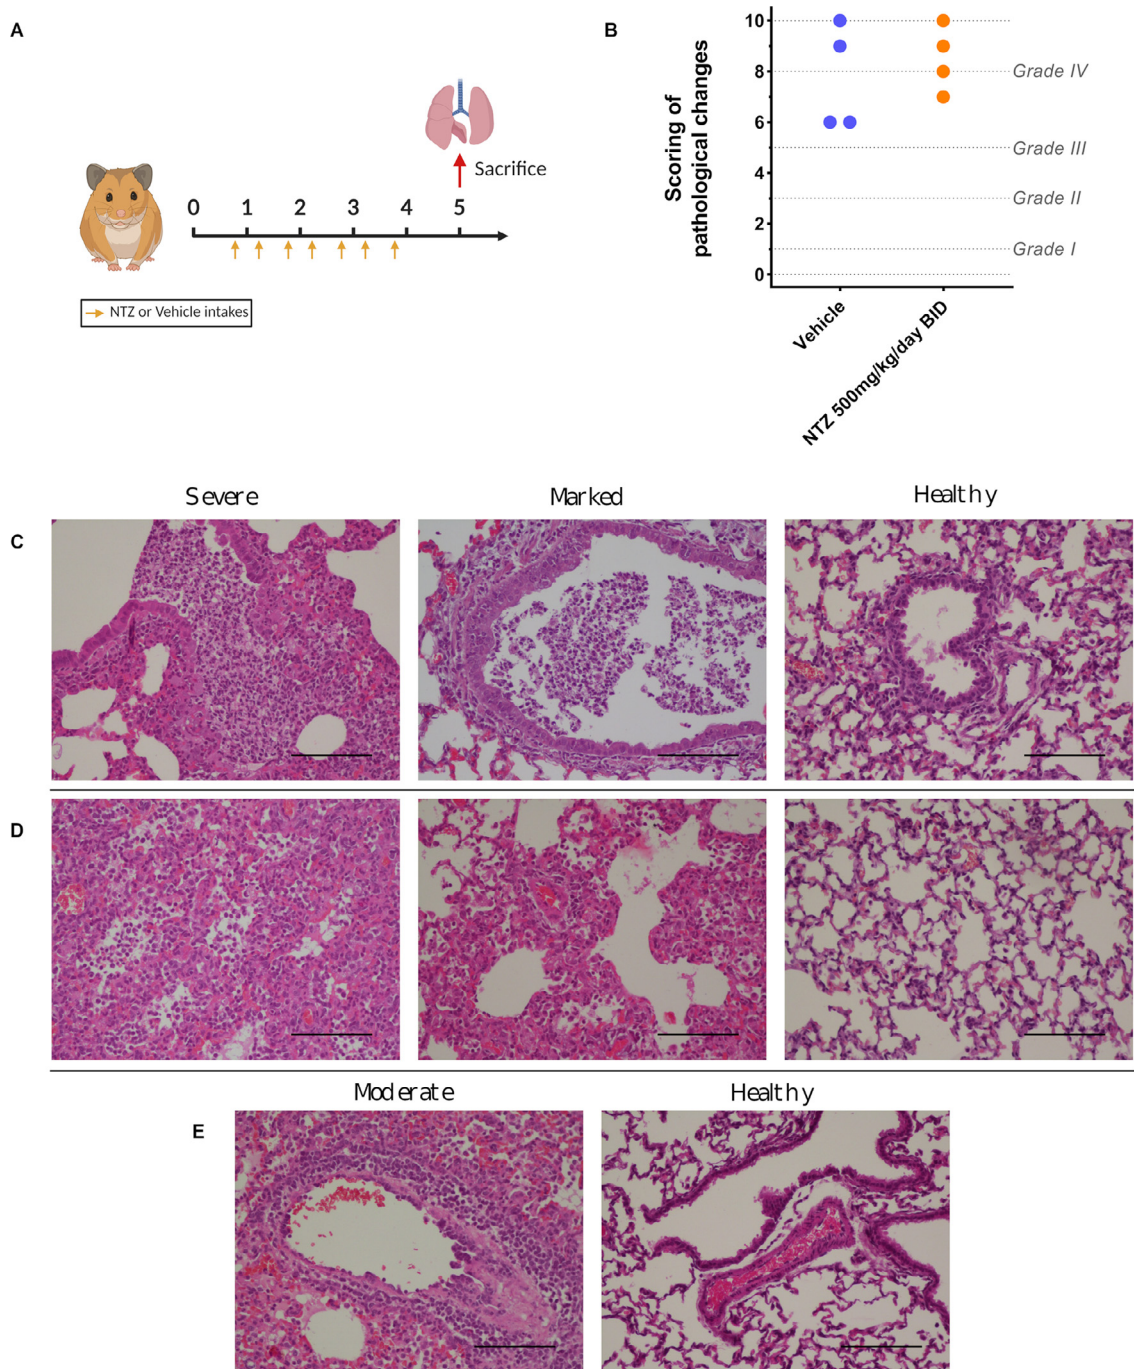 A
Sacrifice
0 1 2 3 4 5
NTZ or Vehicle intakes
B
Scoring of
pathological changes
10
8
6
4
2
0
Grade IV
Grade III
Grade II
Grade I
Vehicle
NTZ 500mg/kg/day BID
Severe Marked Healthy
C
D
Moderate Healthy
E